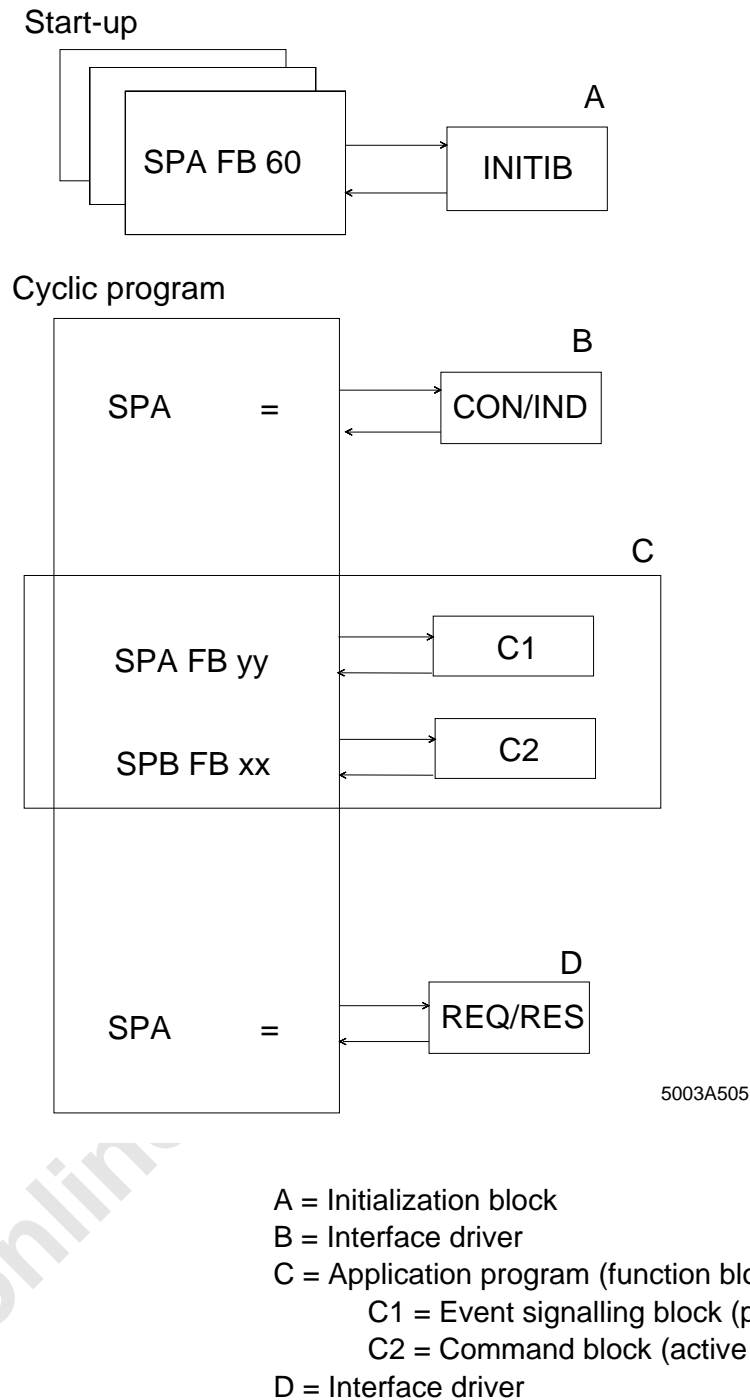 Start-up
A
SPA FB 60
INITIB
Cyclic program
B
SPA =
CON/IND
C
SPA FB yy
C1
SPB FB xx
C2
D
SPA =
REQ/RES
5003A505
A = Initialization block
B = Interface driver
C = Application program (function
C1 = Event signalling block
C2 = Command block (active
D = Interface driver